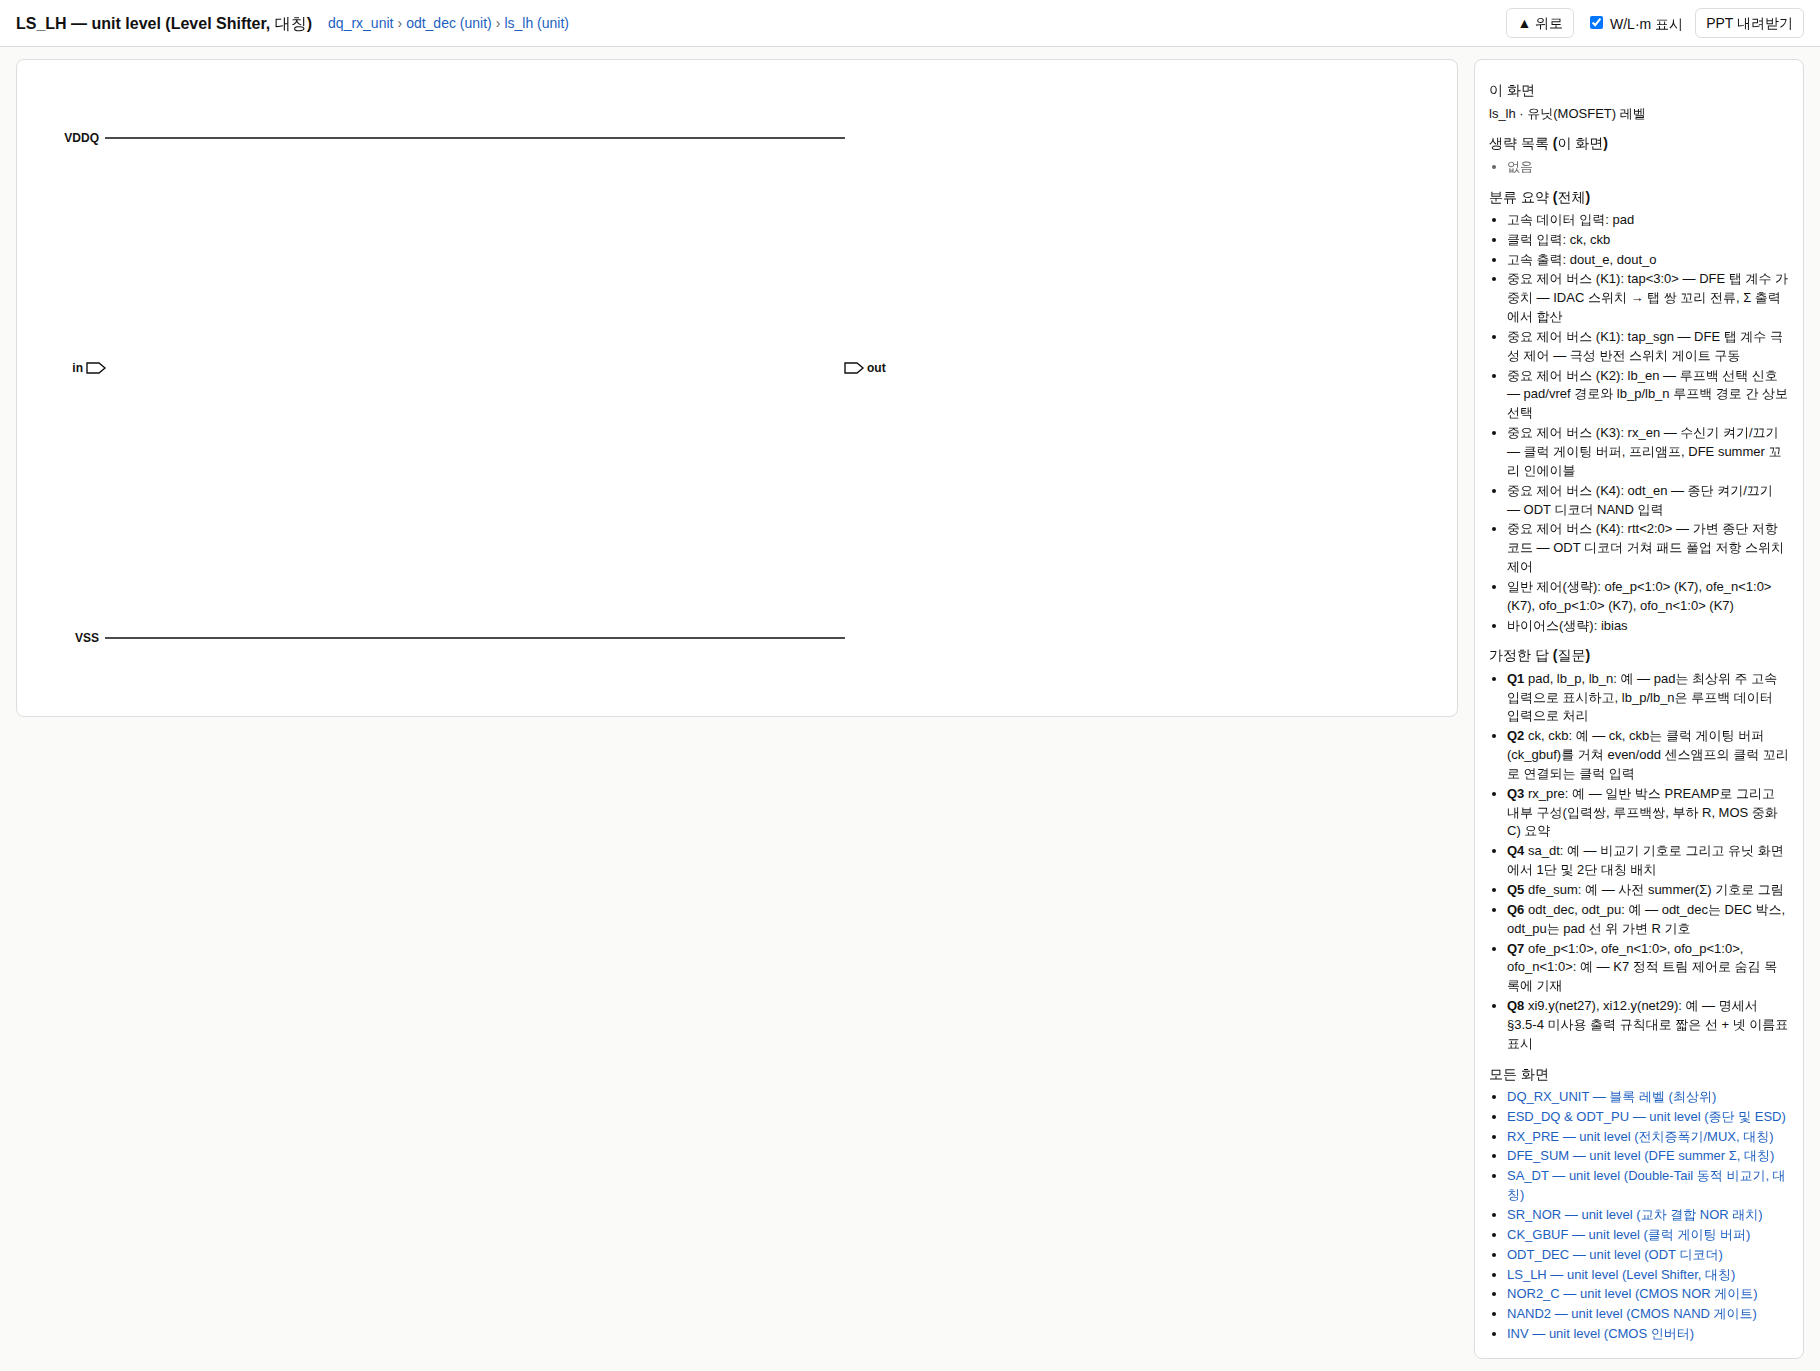 LS_LH — unit level (Level Shifter, 대칭)
dq_rx_unit › odt_dec (unit) › ls_lh (unit)
▲ 위로
W/L·m 표시
PPT 내려받기
VDDQ
in
out
VSS
이 화면
ls_lh · 유닛(MOSFET) 레벨
생략 목록 (이 화면)
없음
분류 요약 (전체)
고속 데이터 입력: pad
클럭 입력: ck, ckb
고속 출력: dout_e, dout_o
중요 제어 버스 (K1): tap<3:0> — DFE 탭 계수 가
중치 — IDAC 스위치 → 탭 쌍 꼬리 전류, Σ 출력
에서 합산
중요 제어 버스 (K1): tap_sgn — DFE 탭 계수 극
성 제어 — 극성 반전 스위치 게이트 구동
중요 제어 버스 (K2): lb_en — 루프백 선택 신호
— pad/vref 경로와 lb_p/lb_n 루프백 경로 간 상보
선택
중요 제어 버스 (K3): rx_en — 수신기 켜기/끄기
— 클럭 게이팅 버퍼, 프리앰프, DFE summer 꼬
리 인에이블
중요 제어 버스 (K4): odt_en — 종단 켜기/끄기
— ODT 디코더 NAND 입력
중요 제어 버스 (K4): rtt<2:0> — 가변 종단 저항
코드 — ODT 디코더 거쳐 패드 풀업 저항 스위치
제어
일반 제어(생략): ofe_p<1:0> (K7), ofe_n<1:0>
(K7), ofo_p<1:0> (K7), ofo_n<1:0> (K7)
바이어스(생략): ibias
가정한 답 (질문)
Q1 pad, lb_p, lb_n: 예 — pad는 최상위 주 고속
입력으로 표시하고, lb_p/lb_n은 루프백 데이터
입력으로 처리
Q2 ck, ckb: 예 — ck, ckb는 클럭 게이팅 버퍼
(ck_gbuf)를 거쳐 even/odd 센스앰프의 클럭 꼬리
로 연결되는 클럭 입력
Q3 rx_pre: 예 — 일반 박스 PREAMP로 그리고
내부 구성(입력쌍, 루프백쌍, 부하 R, MOS 중화
C) 요약
Q4 sa_dt: 예 — 비교기 기호로 그리고 유닛 화면
에서 1단 및 2단 대칭 배치
Q5 dfe_sum: 예 — 사전 summer(Σ) 기호로 그림
Q6 odt_dec, odt_pu: 예 — odt_dec는 DEC 박스,
odt_pu는 pad 선 위 가변 R 기호
Q7 ofe_p<1:0>, ofe_n<1:0>, ofo_p<1:0>,
ofo_n<1:0>: 예 — K7 정적 트림 제어로 숨김 목
록에 기재
Q8 xi9.y(net27), xi12.y(net29): 예 — 명세서
§3.5-4 미사용 출력 규칙대로 짧은 선 + 넷 이름표
표시
모든 화면
DQ_RX_UNIT — 블록 레벨 (최상위)
ESD_DQ & ODT_PU — unit level (종단 및 ESD)
RX_PRE — unit level (전치증폭기/MUX, 대칭)
DFE_SUM — unit level (DFE summer Σ, 대칭)
SA_DT — unit level (Double-Tail 동적 비교기, 대
칭)
SR_NOR — unit level (교차 결합 NOR 래치)
CK_GBUF — unit level (클럭 게이팅 버퍼)
ODT_DEC — unit level (ODT 디코더)
LS_LH — unit level (Level Shifter, 대칭)
NOR2_C — unit level (CMOS NOR 게이트)
NAND2 — unit level (CMOS NAND 게이트)
INV — unit level (CMOS 인버터)